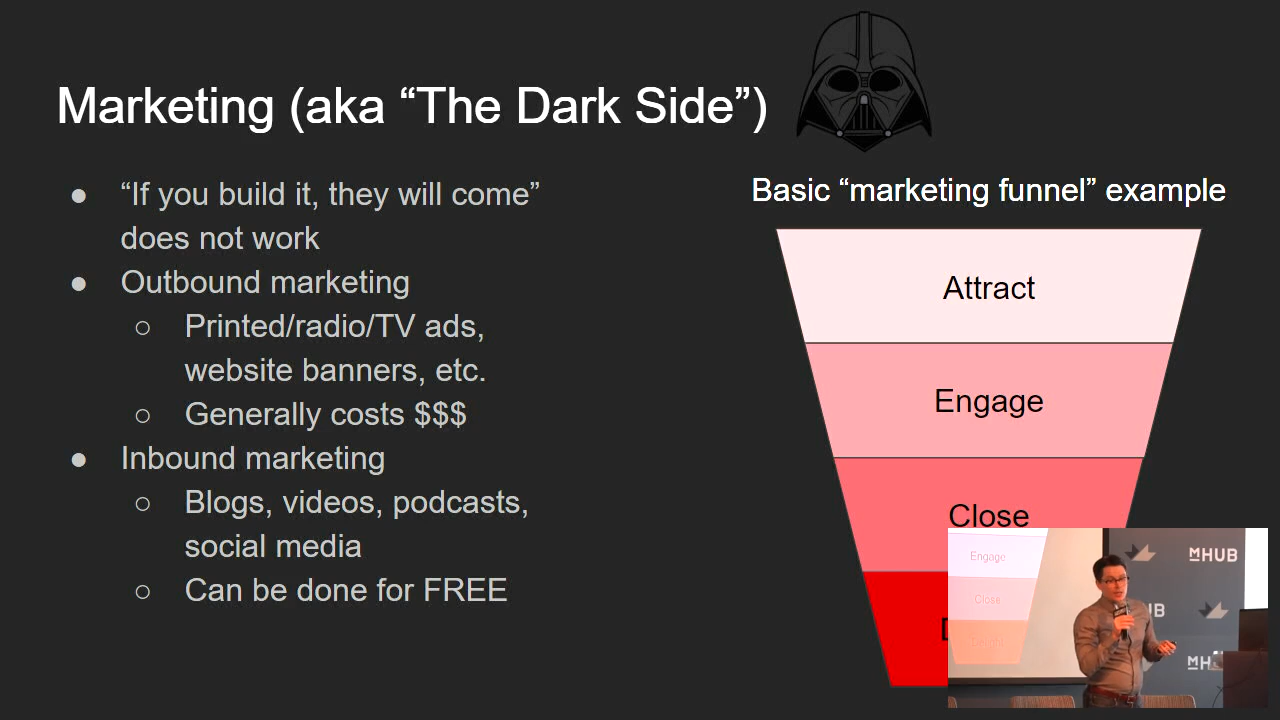 Marketing (aka “The Dark Side”)
● “If you build it, they will come”
does not work
● Outbound marketing
○ Printed/radio/TV ads,
website banners, etc.
○ Generally costs $$$
● Inbound marketing
○ Blogs, videos, podcasts,
social media
○ Can be done for FREE
Basic “marketing funnel” example
Attract
Engage
Close
Engage
Close
Delight
MHUB